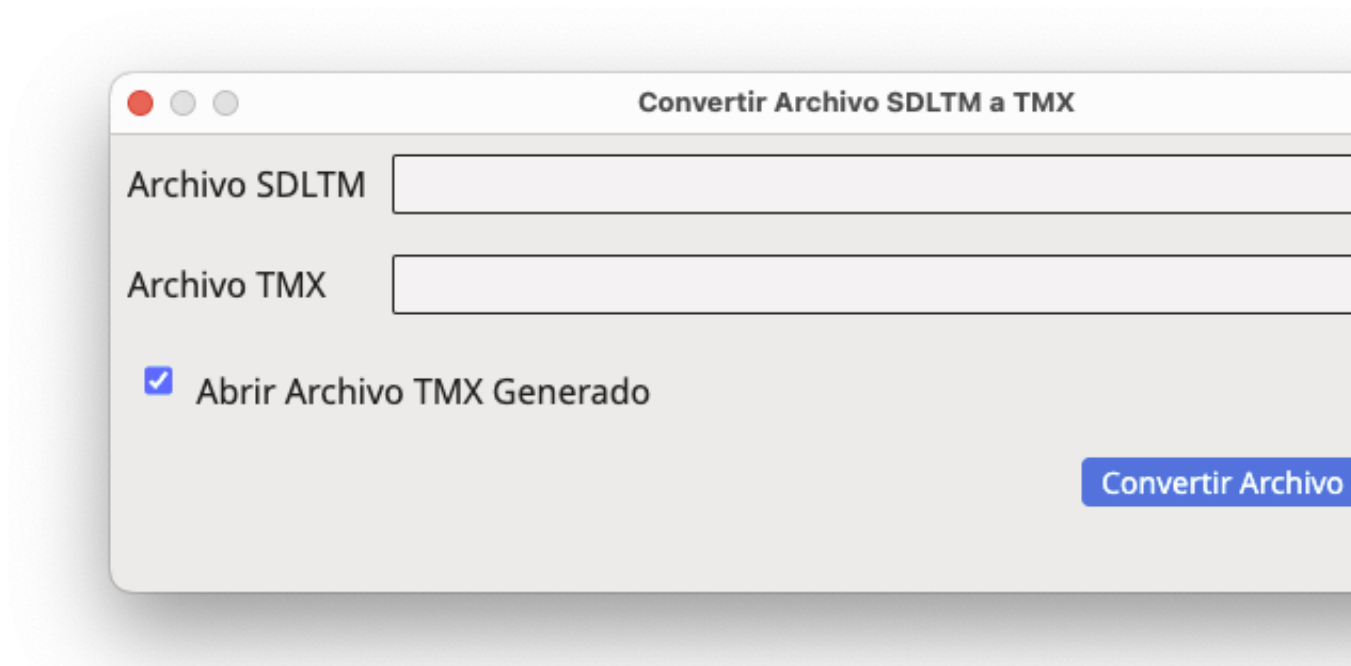 Convertir Archivo SDLTM a TMX
Archivo SDLTM
Archivo TMX
Abrir Archivo TMX Generado
Convertir Archivo